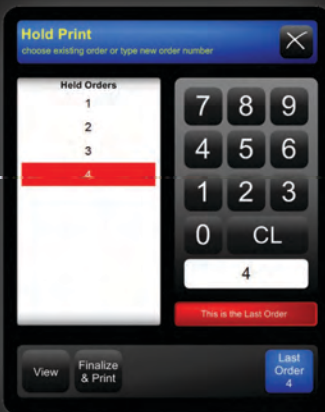 Hold Print
choose existing order or type new order number
Held Orders
1
2
3
4
7 8 9
4 5 6
1 2 3
0 CL
4
This is the Last Order
View
Finalize
& Print
Last
Order
4